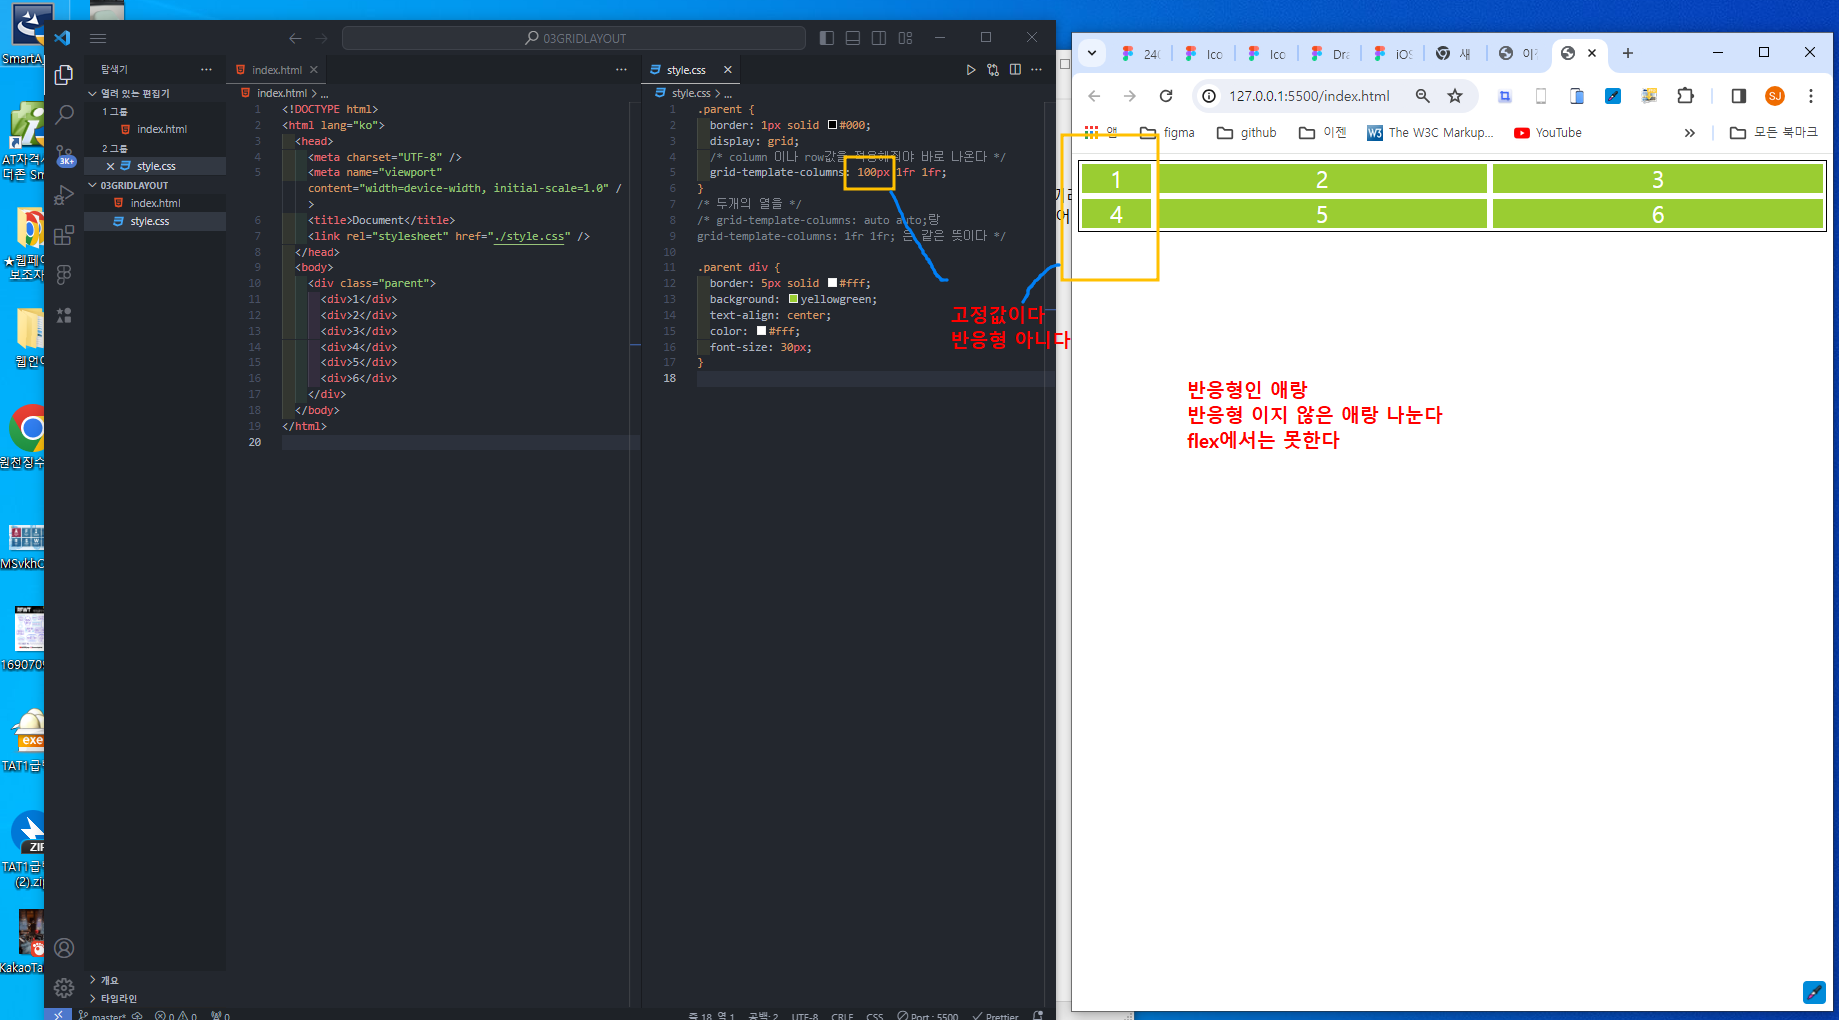 SmartA
AT자격
더존 Sm
★웹페이
보조자
웹언어
원천징수
MSvkhC
169070
TAT1급
exe
ZIP
TAT1급
(2).zip
KakaoTa
03GRIDLAYOUT
탐색기
열려 있는 편집기
1 그룹
index.html
2 그룹
style.css
03GRIDLAYOUT
index.html
style.css
3K+
개요
타임라인
index.html
index.html > ...
1 <!DOCTYPE html>
2 <html lang="ko">
3 <head>
4 <meta charset="UTF-8" />
5 <meta name="viewport"
content="width=device-width, initial-scale=1.0" /
>
6 <title>Document</title>
7 <link rel="stylesheet" href="./style.css" />
8 </head>
9 <body>
10 <div class="parent">
11 <div>1</div>
12 <div>2</div>
13 <div>3</div>
14 <div>4</div>
15 <div>5</div>
16 <div>6</div>
17 </div>
18 </body>
19 </html>
20
style.css
style.css > ...
1 .parent {
2 border: 1px solid #000;
3 display: grid;
4 /* column 이나 row값을 적용해줘야 바로 나온다 */
5 grid-template-columns: 100px 1fr 1fr;
6 }
7 /* 두개의 열을 */
8 /* grid-template-columns: auto auto;랑
9 grid-template-columns: 1fr 1fr; 은 같은 뜻이다 */
10
11 .parent div {
12 border: 5px solid #fff;
13 background: yellowgreen;
14 text-align: center;
15 color: #fff;
16 font-size: 30px;
17 }
18
고정값이다
반응형 아니다
master* 0 0 0
줄 18, 열 1 공백: 2 UTF-8 CRLF CSS Port : 5500 Prettier
24(
Ico
Ico
Dra
iOS
새
이
127.0.0.1:5500/index.html
SJ
앱
figma
github
이젠
W3 The W3C Markup...
YouTube
모든 북마크
1 2 3
4 5 6
반응형인 애랑
반응형 이지 않은 애랑 나눈다
flex에서는 못한다